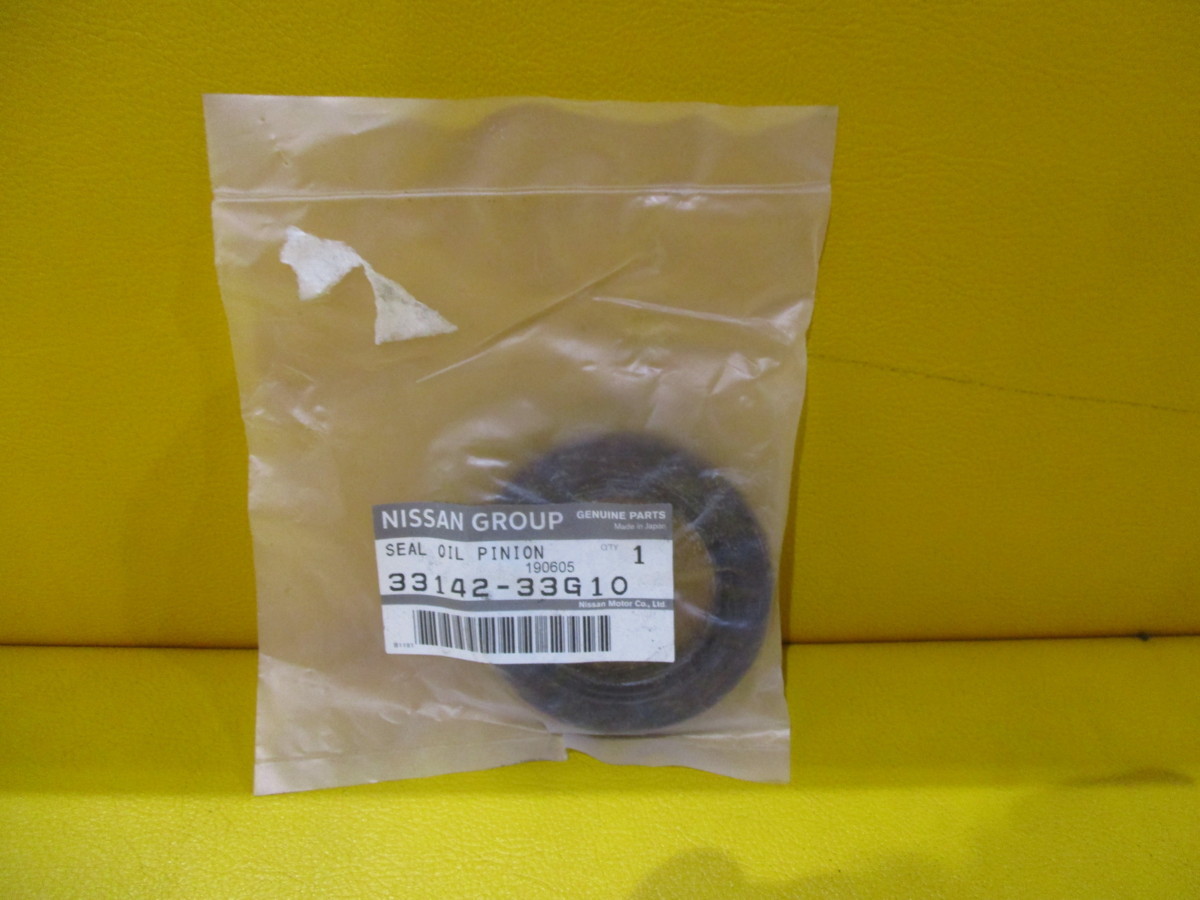 NISSAN GROUP GENUINE PARTS
Made in Japan
SEAL OIL PINION QTY 1
190605
33142-33G10
Nissan Motor Co., Ltd.